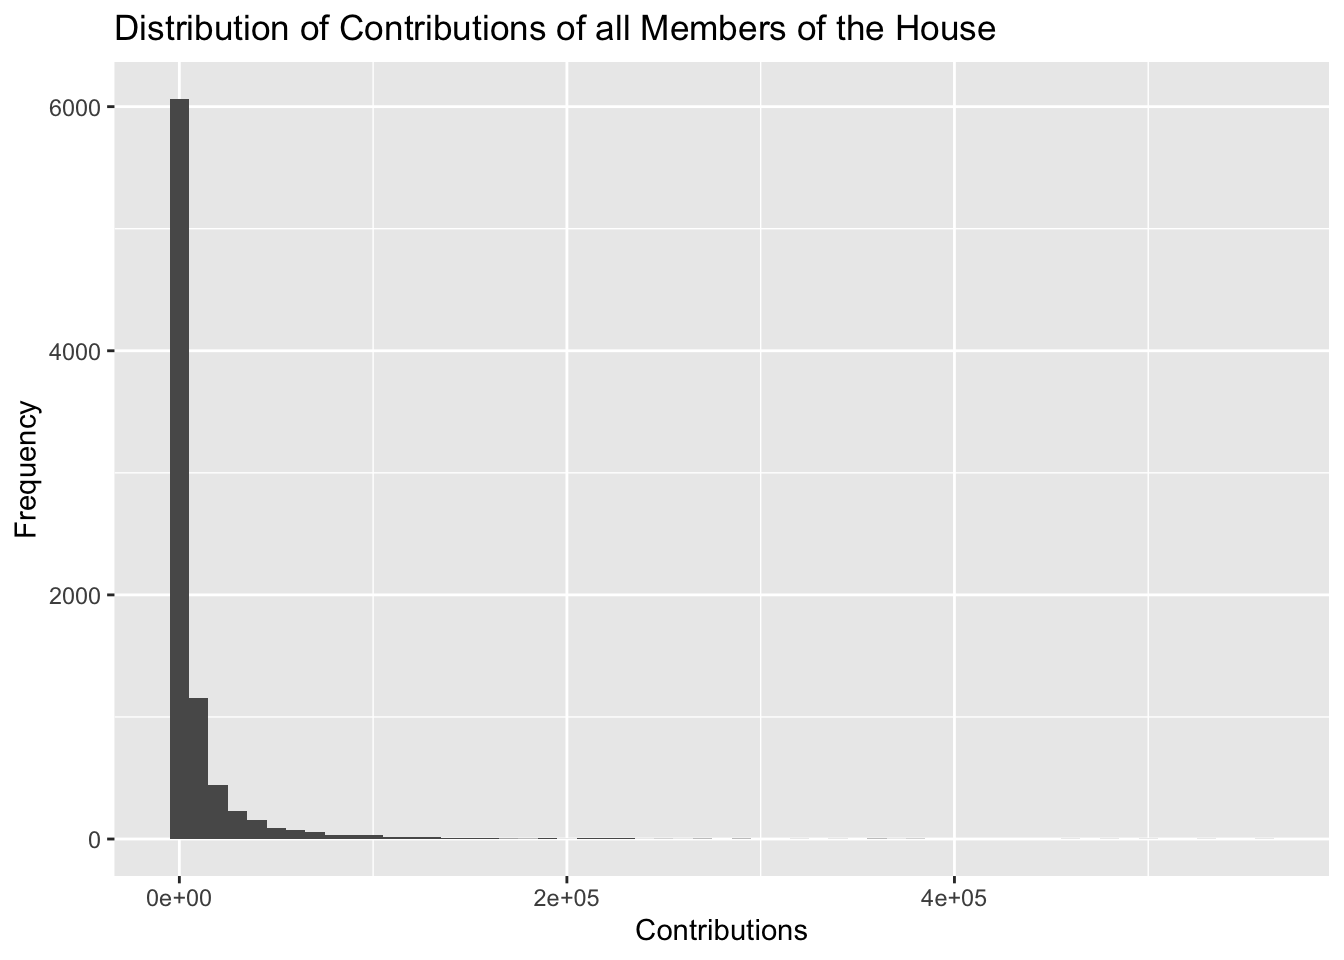 Distribution of Contributions of all Members of the House
6000
4000
2000
0
Frequency
0e+00 2e+05 4e+05
Contributions